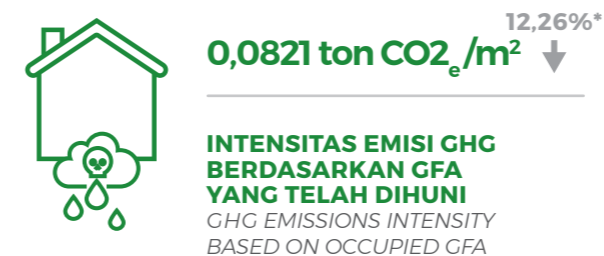 12,26%*
0,0821 ton CO2e/m²
INTENSITAS EMISI GHG
BERDASARKAN GFA
YANG TELAH DIHUNI
GHG EMISSIONS INTENSITY
BASED ON OCCUPIED GFA